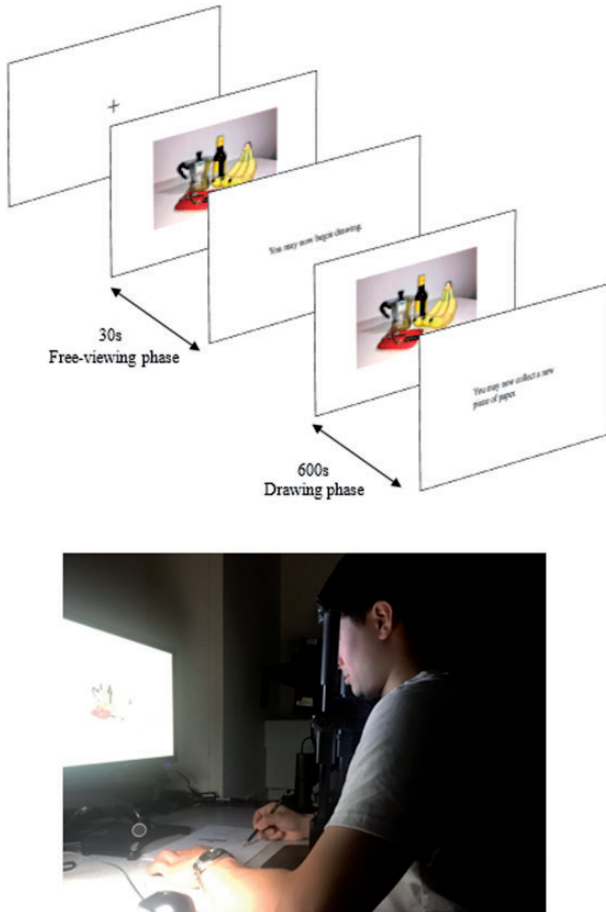 You may now begin drawing.
30s
Free-viewing phase
You may now collect a new
piece of paper
600s
Drawing phase